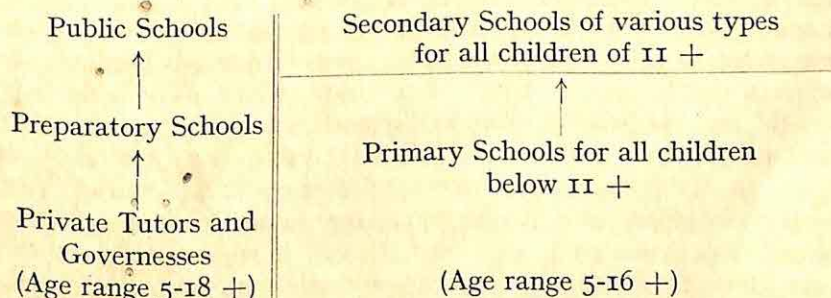 Public Schools
Preparatory Schools
Private Tutors and
Governesses
(Age range 5-18 +)
Secondary Schools of various types
for all children of 11 +
Primary Schools for all children
below 11 +
(Age range 5-16 +)